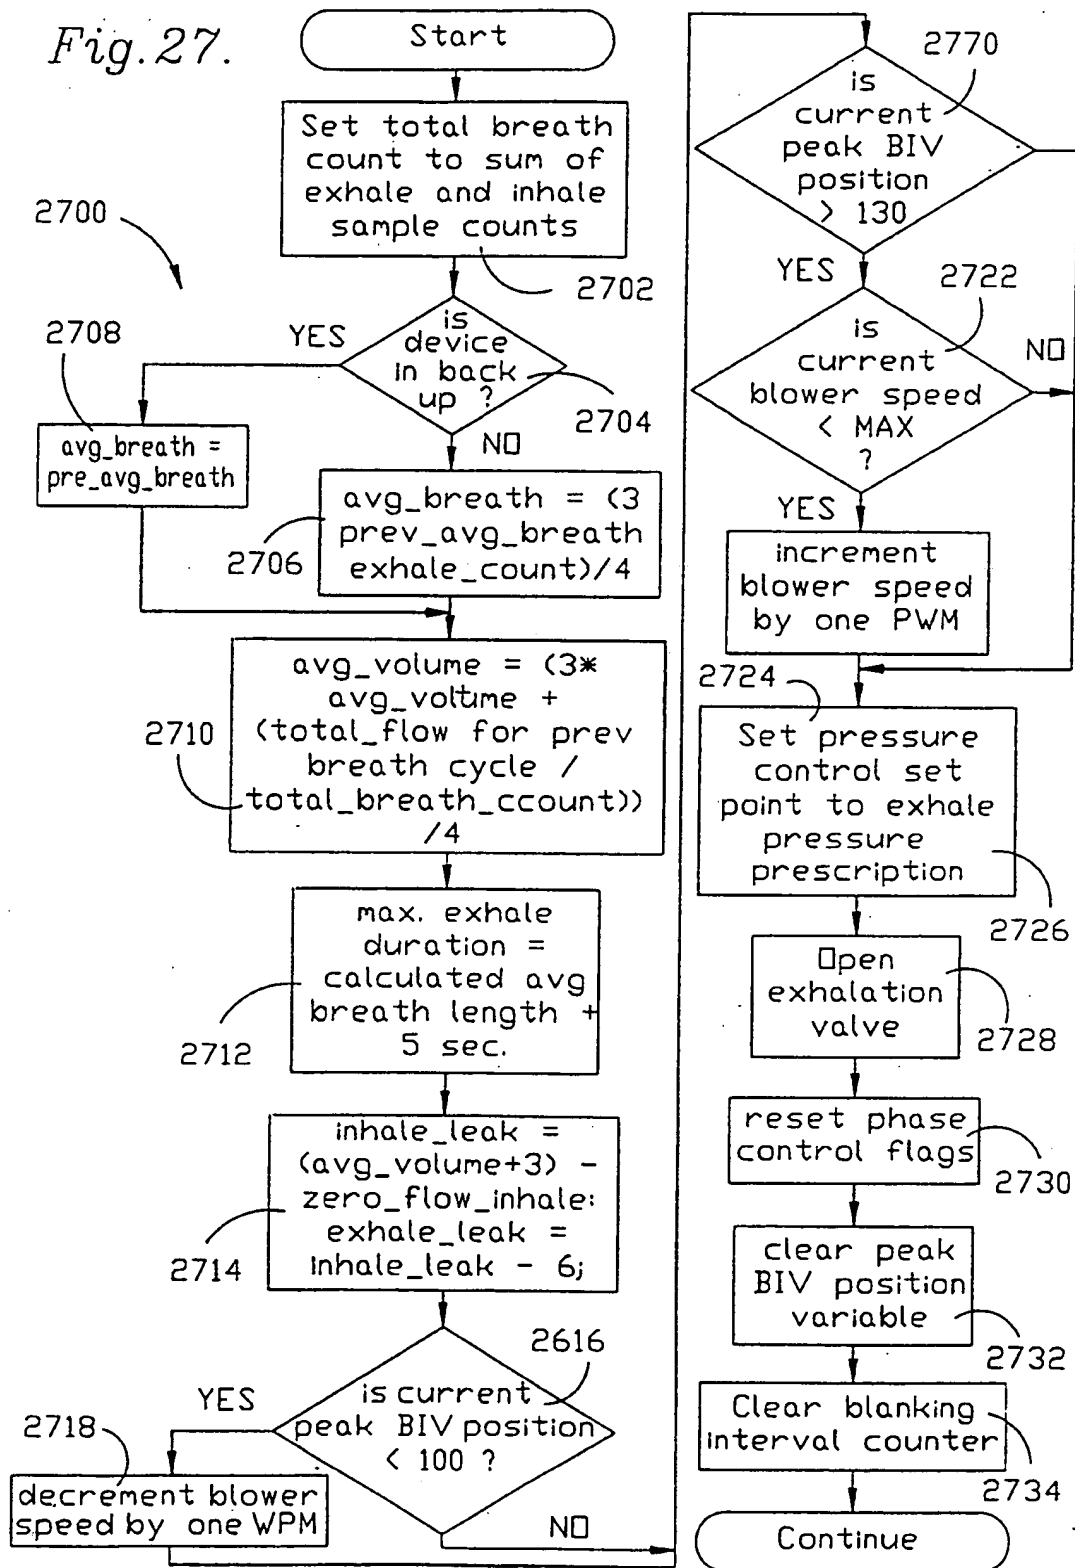 Fig.27.
Start
Set total breath
count to sum of
exhale and inhale
sample counts
2700
2702
is
device
in back
up ?
YES
2708
2704
NO
avg_breath =
pre_avg_breath
avg_breath = (3
prev_avg_breath
exhale_count)/4
2706
avg_volume = (3*
avg_voltme +
(total_flow for prev
breath cycle /
total_breath_ccount))
/4
2710
max. exhale
duration =
calculated avg
breath length +
5 sec.
2712
inhale_leak =
(avg_volume+3) -
zero_flow_inhale:
exhale_leak =
inhale_leak - 6;
2714
2616
YES
is current
peak BIV position
< 100 ?
2718
decrement blower
speed by one WPM
NO
2770
is
current
peak BIV
position
> 130
YES
2722
is
current
blower speed
< MAX
?
NO
YES
increment
blower speed
by one PWM
2724
Set pressure
control set
point to exhale
pressure
prescription
2726
Open
exhalation
valve
2728
reset phase
control flags
2730
clear peak
BIV position
variable
2732
Clear blanking
interval counter
2734
Continue